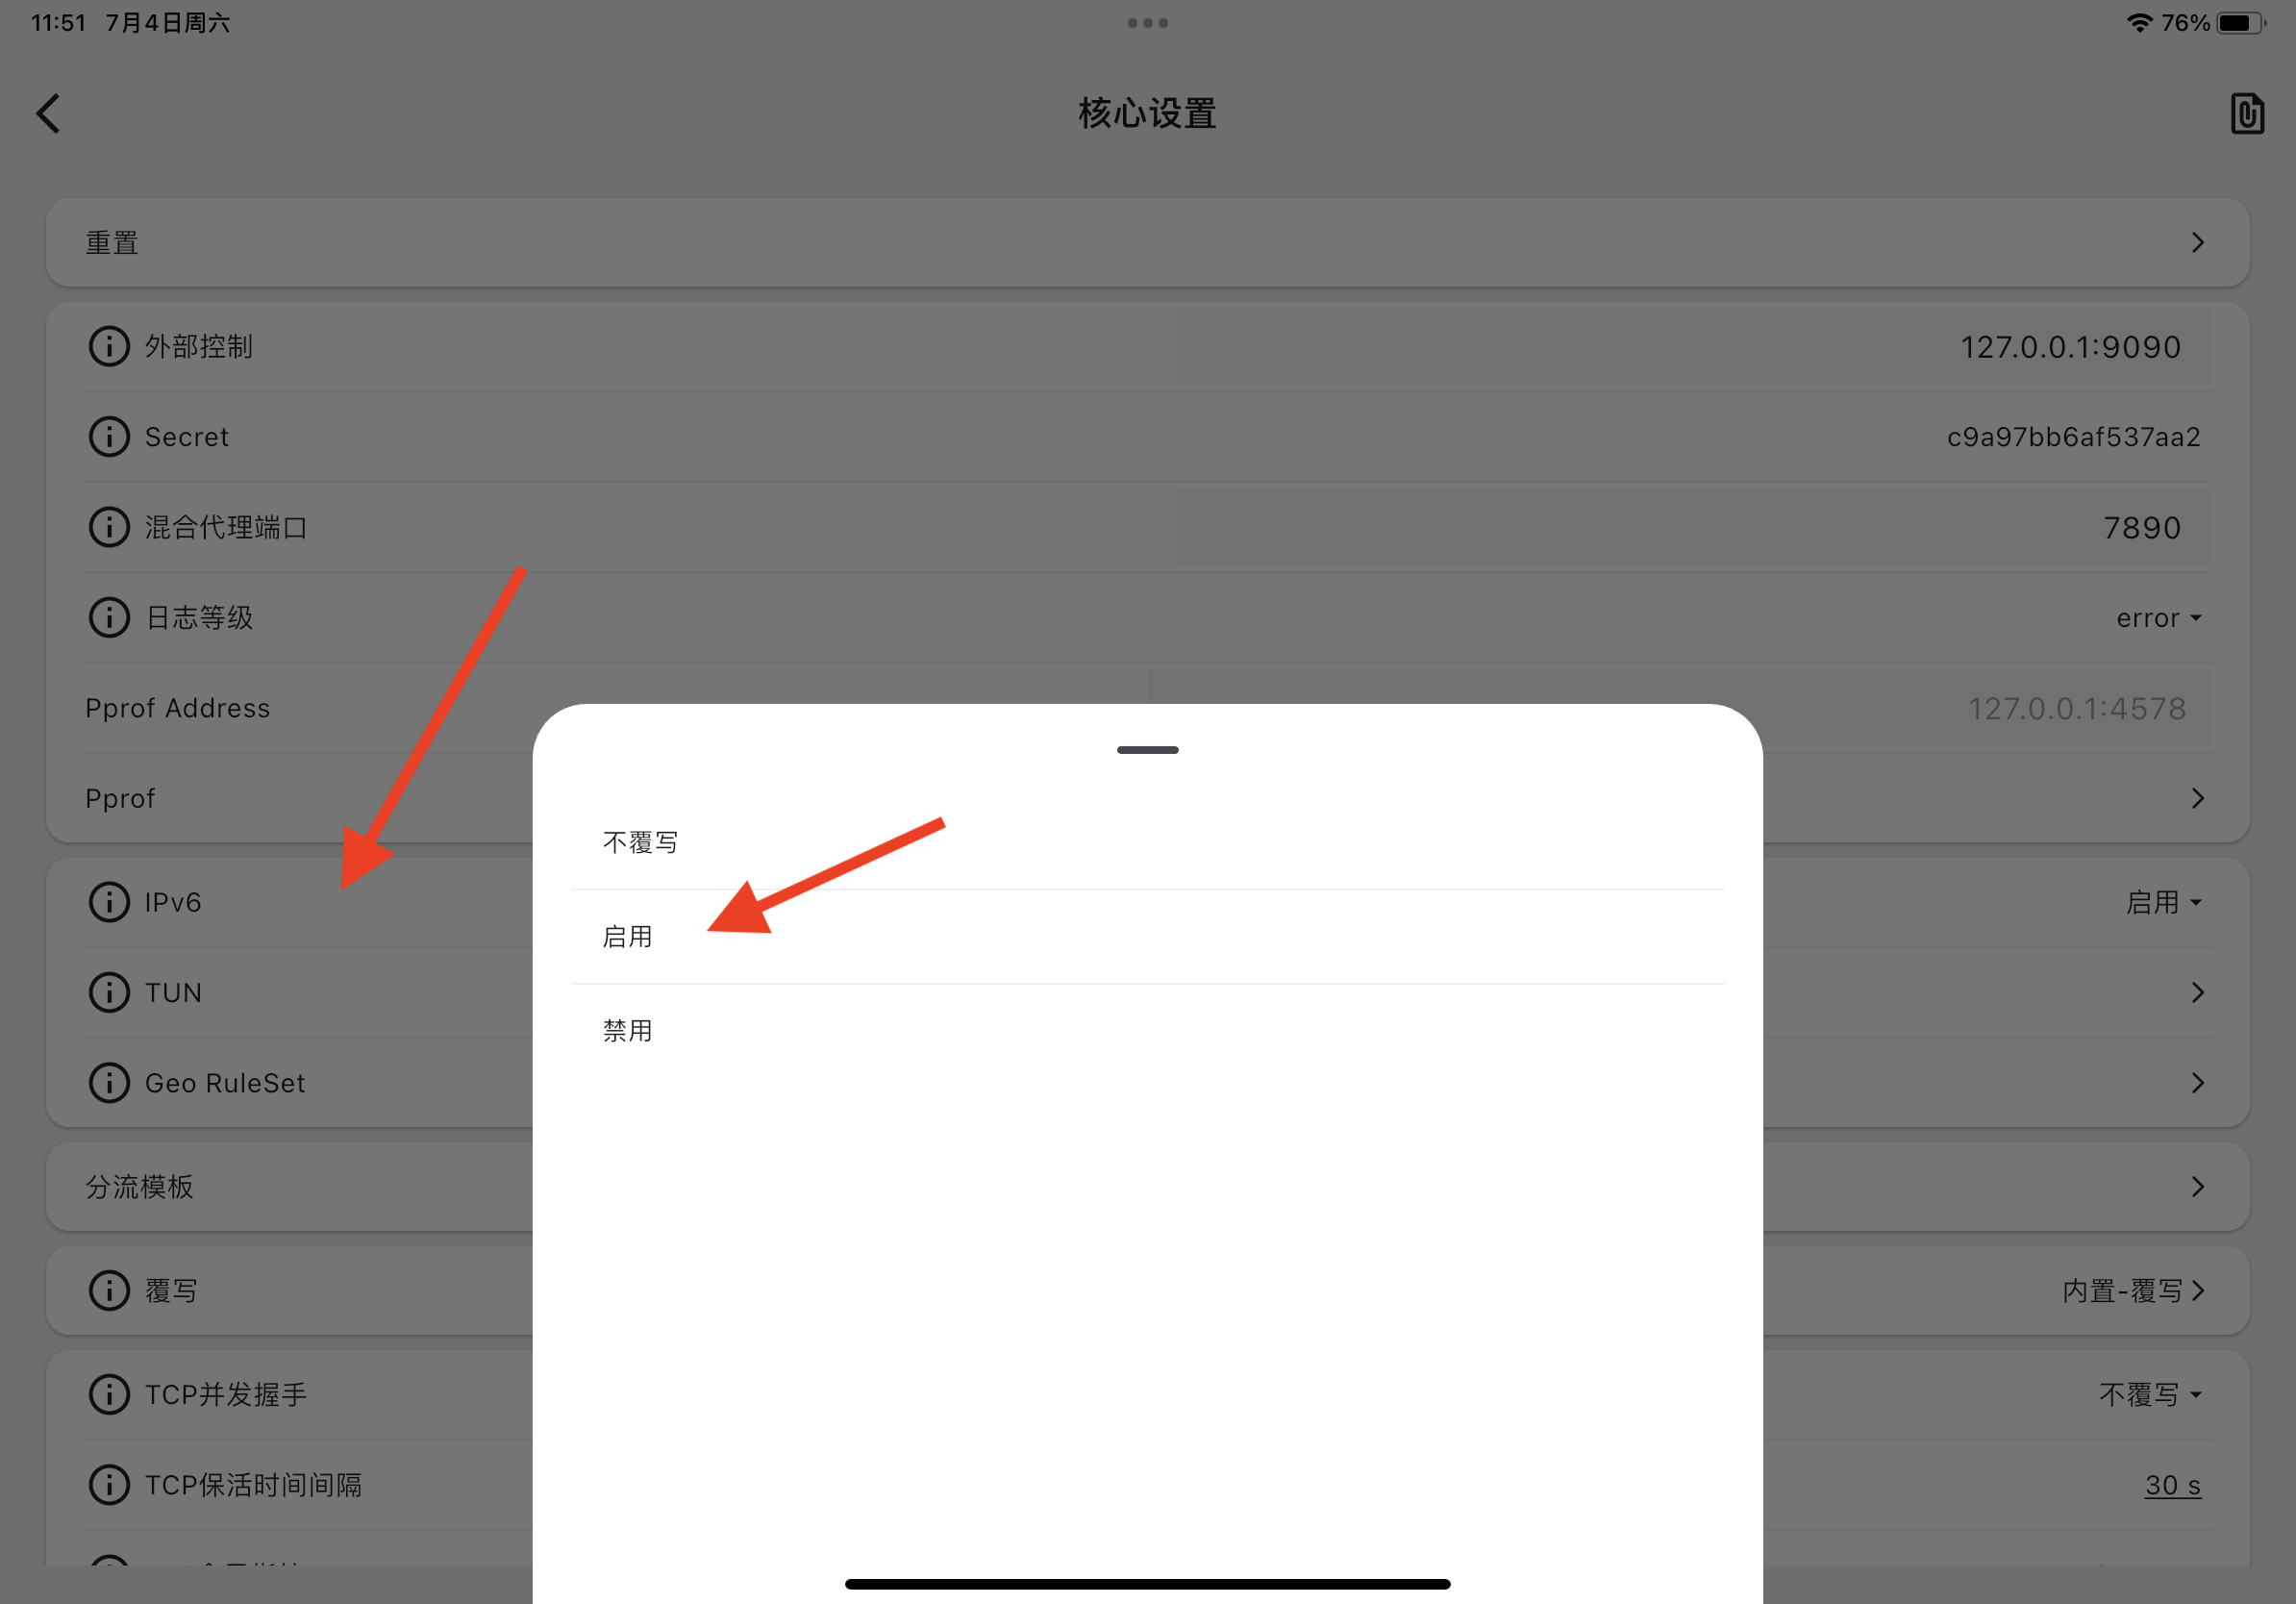 11:51 7月4日周六
76%
核心设置
重置
外部控制 127.0.0.1:9090
Secret c9a97bb6af537aa2
混合代理端口 7890
日志等级 error
Pprof Address 127.0.0.1:4578
Pprof
IPv6 启用
TUN
Geo RuleSet
分流模板
覆写 内置-覆写
TCP并发握手 不覆写
TCP保活时间间隔 30 s
不覆写
启用
禁用